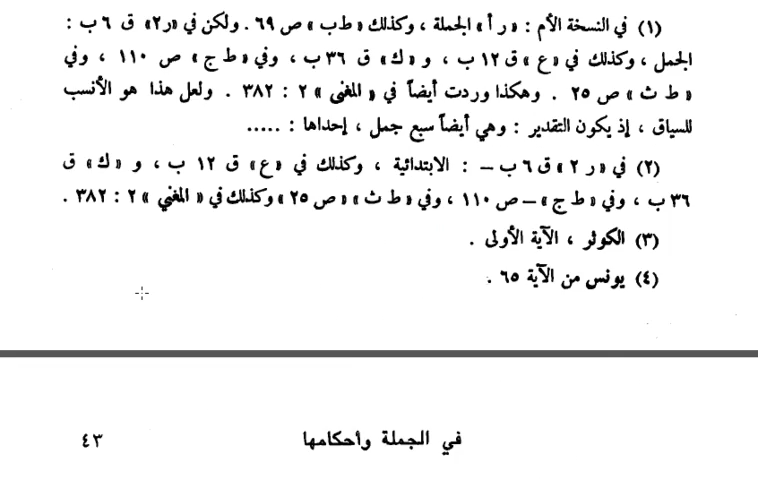 (١) في النسخة الأم : « ر أ » الجملة ، وكذلك « ط ب » ص ٦٩ . ولكن في « ر٢ » ق ٦ ب :
الجمل ، وكذلك في « ع » ق ١٢ ب ، و « ك » ق ٣٦ ب ، وفي « ط ج » ص ١١٠ ، وفي
« ط ث » ص ٢٥ . وهكذا وردت أيضاً في « المغني » ٢ : ٣٨٢ . ولعل هذا هو الأنسب
للسياق ، إذ يكون التقدير : وهي أيضاً سبع جمل ، إحداها : .....
(٢) في « ر ٢ » ق ٦ ب – : الابتدائية ، وكذلك في « ع » ق ١٢ ب ، و « ك » ق
٣٦ ب ، وفي « ط ج » – ص ١١٠ ، وفي « ط ث » « ص ٢٥ » وكذلك في « المغني » ٢ : ٣٨٢ .
(٣) الكوثر ، الآية الأولى .
(٤) يونس من الآية ٦٥ .
في الجملة وأحكامها ٤٣